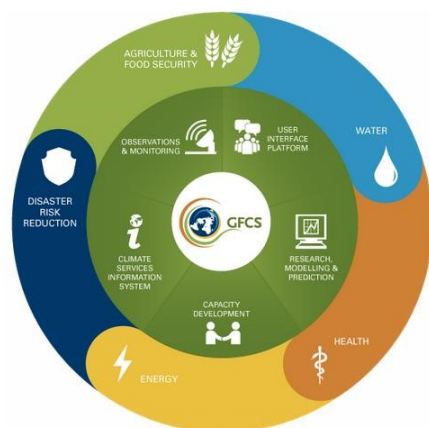 AGRICULTURE &
FOOD SECURITY
WATER
HEALTH
ENERGY
DISASTER
RISK
REDUCTION
OBSERVATIONS
& MONITORING
USER
INTERFACE
PLATFORM
RESEARCH,
MODELLING &
PREDICTION
CAPACITY
DEVELOPMENT
CLIMATE
SERVICES
INFORMATION
SYSTEM
GFCS